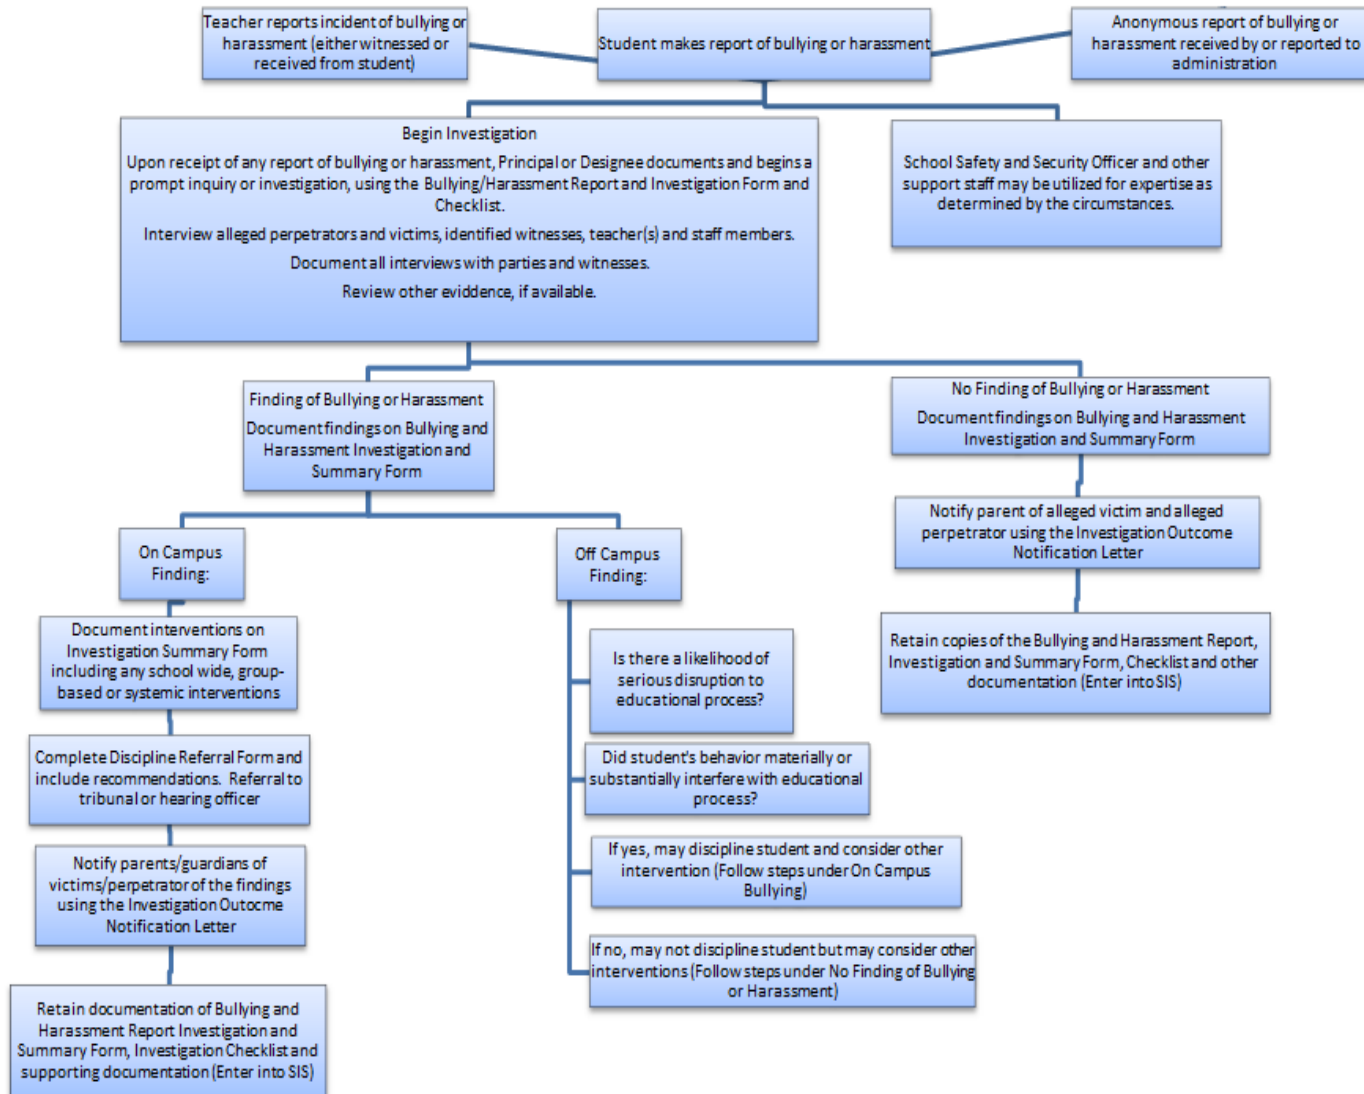 Teacher reports incident of bullying or
harassment (either witnessed or
received from student)
Student makes report of bullying or harassment
Anonymous report of bullying or
harassment received by or reported to
administration
Begin Investigation
Upon receipt of any report of bullying or harassment, Principal or Designee documents and begins a
prompt inquiry or investigation, using the Bullying/Harassment Report and Investigation Form and
Checklist.
Interview alleged perpetrators and victims, identified witnesses, teacher(s) and staff members.
Document all interviews with parties and witnesses.
Review other eviddence, if available.
School Safety and Security Officer and other
support staff may be utilized for expertise as
determined by the circumstances.
Finding of Bullying or Harassment
Document findings on Bullying and
Harassment Investigation and
Summary Form
No Finding of Bullying or Harassment
Document findings on Bullying and Harassment
Investigation and Summary Form
On Campus
Finding:
Document interventions on
Investigation Summary Form
including any school wide, group-
based or systemic interventions
Complete Discipline Referral Form and
include recommendations. Referral to
tribunal or hearing officer
Notify parents/guardians of
victims/perpetrator of the findings
using the Investigation Outocme
Notification Letter
Retain documentation of Bullying and
Harassment Report Investigation and
Summary Form, Investigation Checklist and
supporting documentation (Enter into SIS)
Off Campus
Finding:
Is there a likelihood of
serious disruption to
educational process?
Did student's behavior materially or
substantially interfere with educational
process?
If yes, may discipline student and consider other
intervention (Follow steps under On Campus
Bullying)
If no, may not discipline student but may consider other
interventions (Follow steps under No Finding of Bullying
or Harassment)
Notify parent of alleged victim and alleged
perpetrator using the Investigation Outcome
Notification Letter
Retain copies of the Bullying and Harassment Report,
Investigation and Summary Form, Checklist and other
documentation (Enter into SIS)